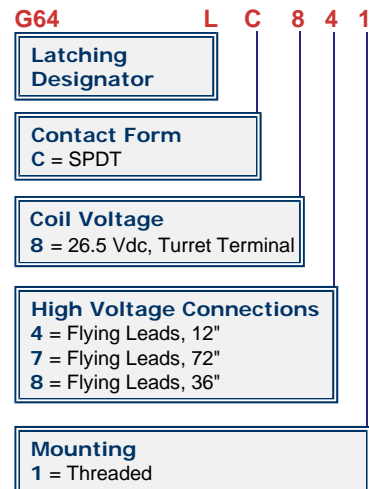 G64 L C 8 4 1
Latching
Designator
Contact Form
C = SPDT
Coil Voltage
8 = 26.5 Vdc, Turret Terminal
High Voltage Connections
4 = Flying Leads, 12"
7 = Flying Leads, 72"
8 = Flying Leads, 36"
Mounting
1 = Threaded